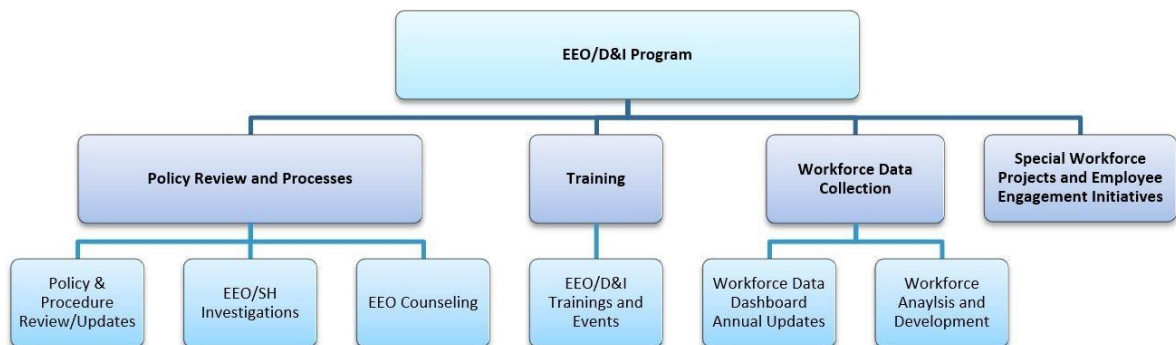 EEO/D&I Program
Policy Review and Processes
Training
Workforce Data
Collection
Special Workforce
Projects and Employee
Engagement Initiatives
Policy &
Procedure
Review/Updates
EEO/SH
Investigations
EEO Counseling
EEO/D&I
Trainings and
Events
Workforce Data
Dashboard
Annual Updates
Workforce
Anaylsis and
Development